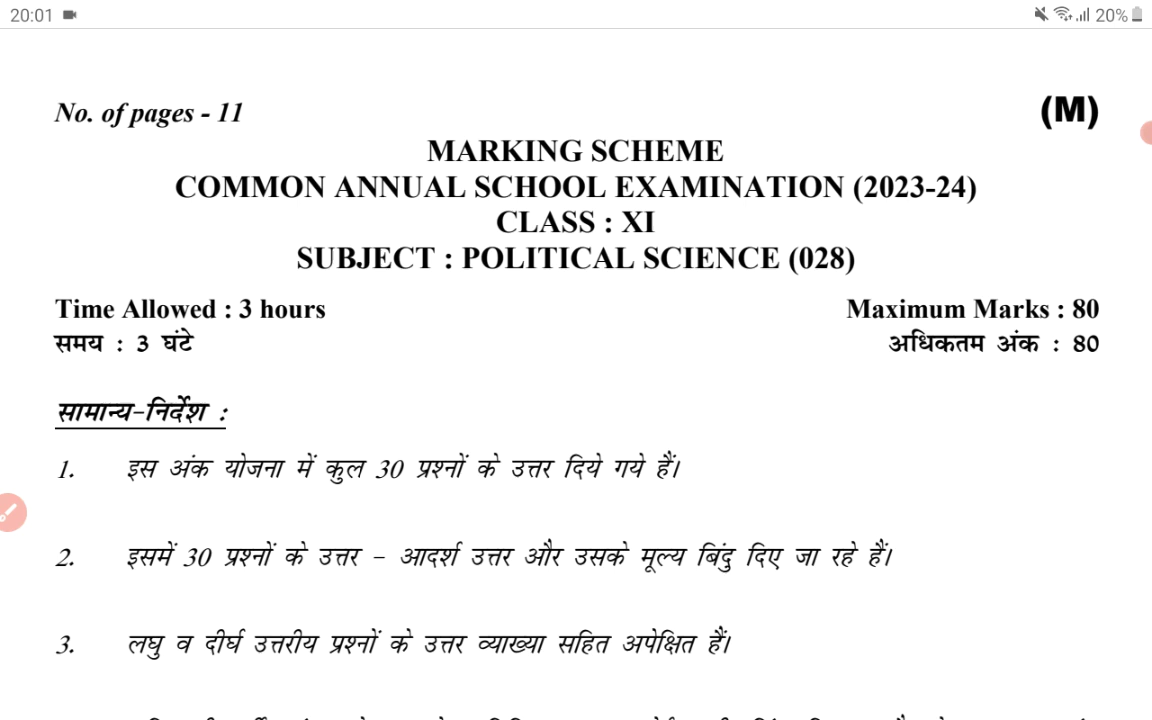 20:01
20%
No. of pages - 11
(M)
MARKING SCHEME
COMMON ANNUAL SCHOOL EXAMINATION (2023-24)
CLASS : XI
SUBJECT : POLITICAL SCIENCE (028)
Time Allowed : 3 hours Maximum Marks : 80
समय : 3 घंटे अधिकतम अंक : 80
सामान्य-निर्देश :
1. इस अंक योजना में कुल 30 प्रश्नों के उत्तर दिये गये हैं।
2. इसमें 30 प्रश्नों के उत्तर - आदर्श उत्तर और उसके मूल्य बिंदु दिए जा रहे हैं।
3. लघु व दीर्घ उत्तरीय प्रश्नों के उत्तर व्याख्या सहित अपेक्षित हैं।